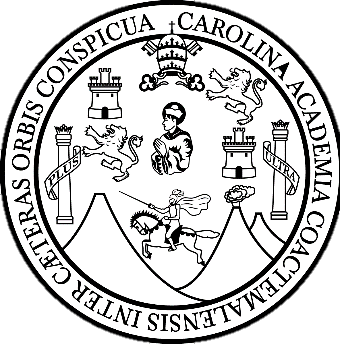 CAROLINA ACADEMIA COACTEMALENSIS INTER CÆTERAS ORBIS CONSPICUA
PLUS
ULTRA